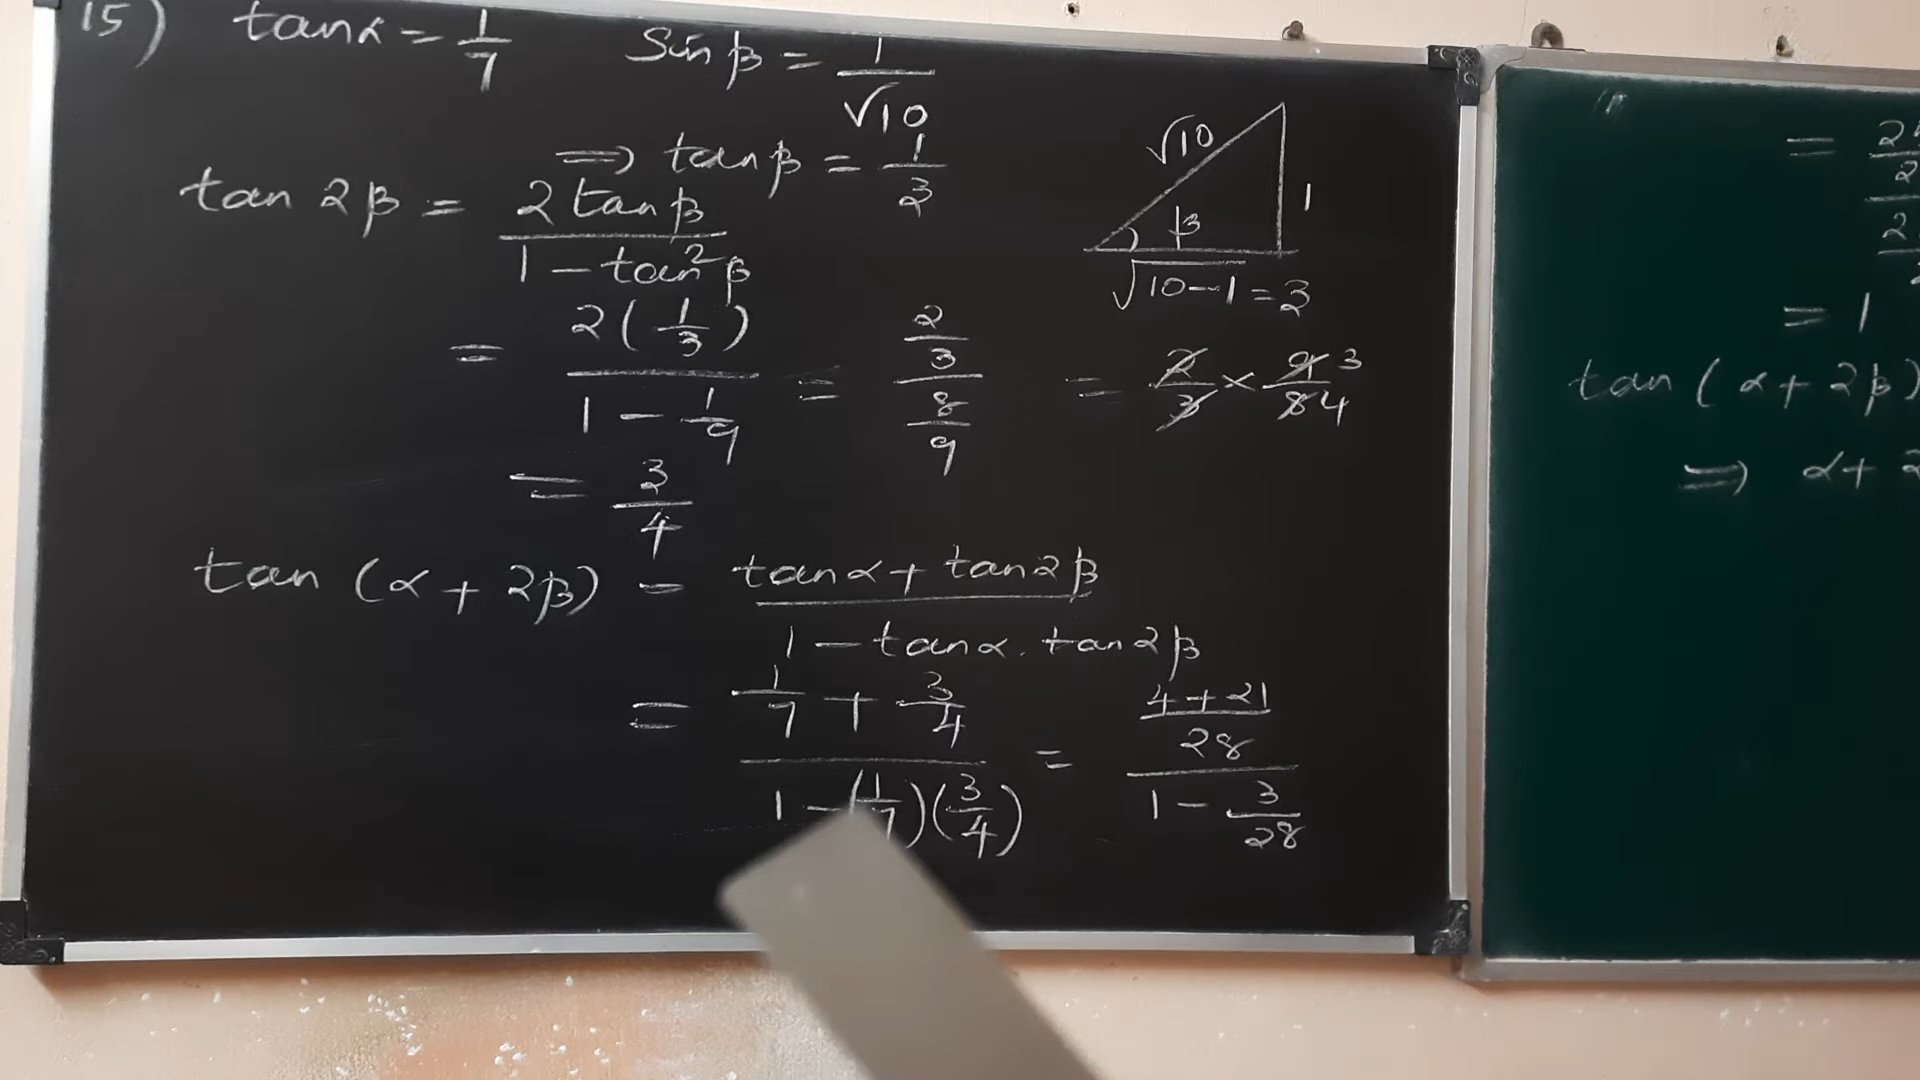 15) tanα = 1/7 sin β = 1/√10
⇒ tanβ = 1/3
√10
1
β
√10-1 = 3
tan 2β = 2 tan β / 1 - tan²β
= 2(1/3) / 1 - 1/9 = 2/3 / 8/9 = 2/3 × 9/8 3 4
= 3/4
tan (α + 2β) = tanα + tan2β / 1 - tanα . tan2β
= 1/7 + 3/4 / 1 - (1/7)(3/4) = 4+21/28 / 1 - 3/28
=
= 1
tan (α + 2β)
⇒ α +